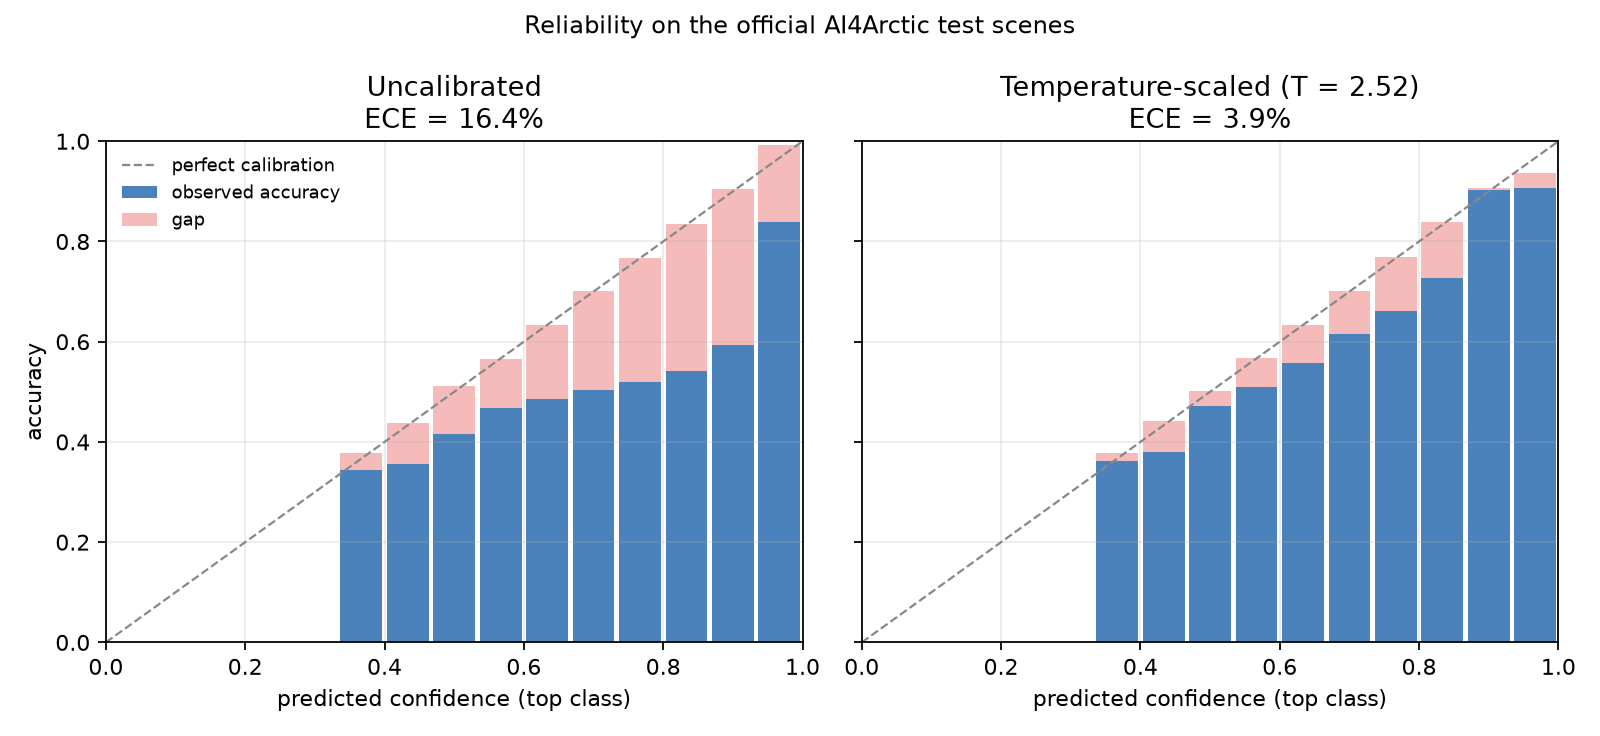 Reliability on the official AI4Arctic test scenes
Uncalibrated
ECE = 16.4%
perfect calibration
observed accuracy
gap
accuracy
1.0
0.8
0.6
0.4
0.2
0.0
0.0 0.2 0.4 0.6 0.8 1.0
predicted confidence (top class)
Temperature-scaled (T = 2.52)
ECE = 3.9%
0.0 0.2 0.4 0.6 0.8 1.0
predicted confidence (top class)